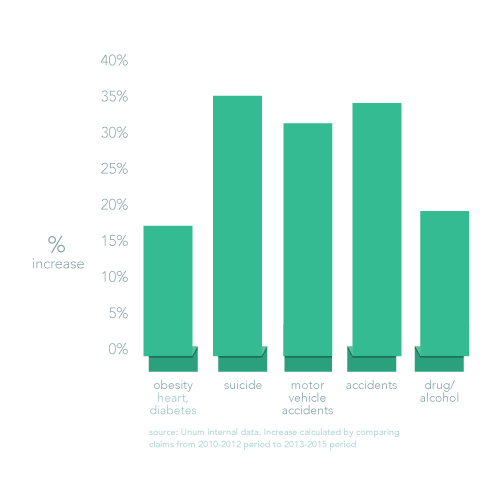 40%
35%
30%
25%
20%
15%
10%
5%
0%
%
increase
obesity
heart,
diabetes
suicide
motor
vehicle
accidents
accidents
drug/
alcohol
source: Unum internal data. Increase calculated by comparing
claims from 2010-2012 period to 2013-2015 period